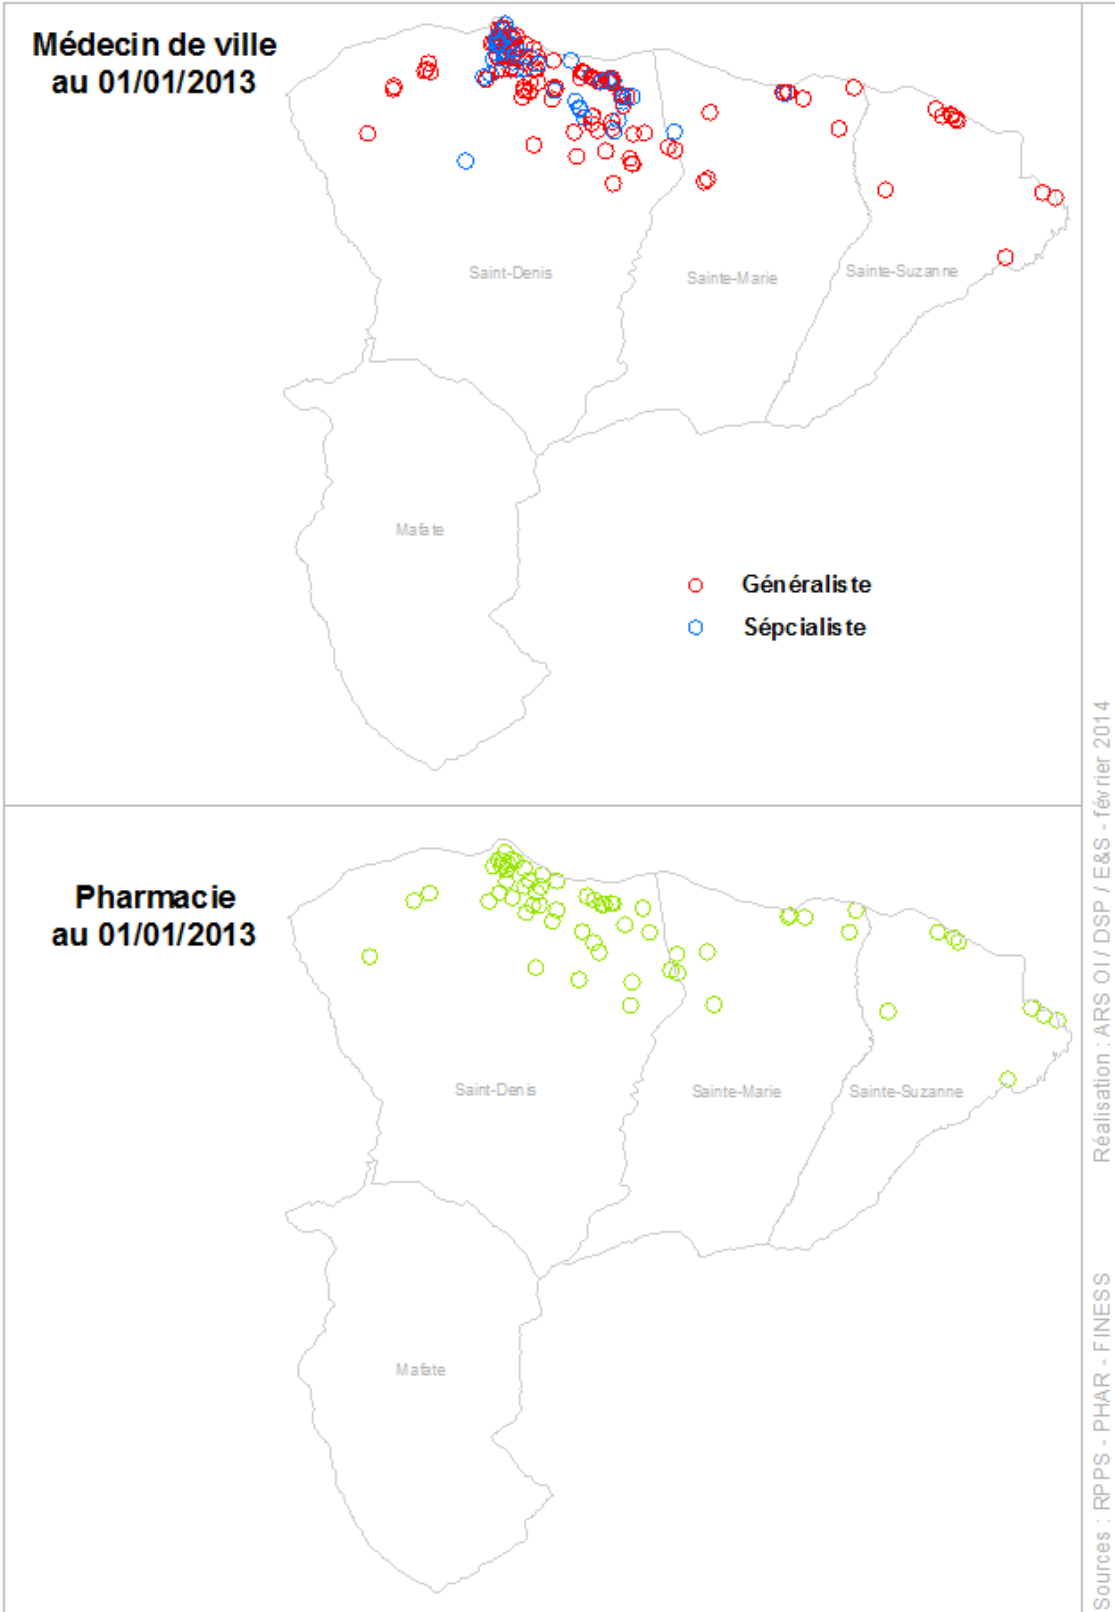 Médecin de ville
au 01/01/2013
Saint-Denis
Sainte-Marie
Sainte-Suzanne
Mafate
Généraliste
Sépcialiste
Pharmacie
au 01/01/2013
Saint-Denis
Sainte-Marie
Sainte-Suzanne
Mafate
Sources : RPPS - PHAR - FINESS
Réalisation : ARS OI / DSP / E&S - février 2014